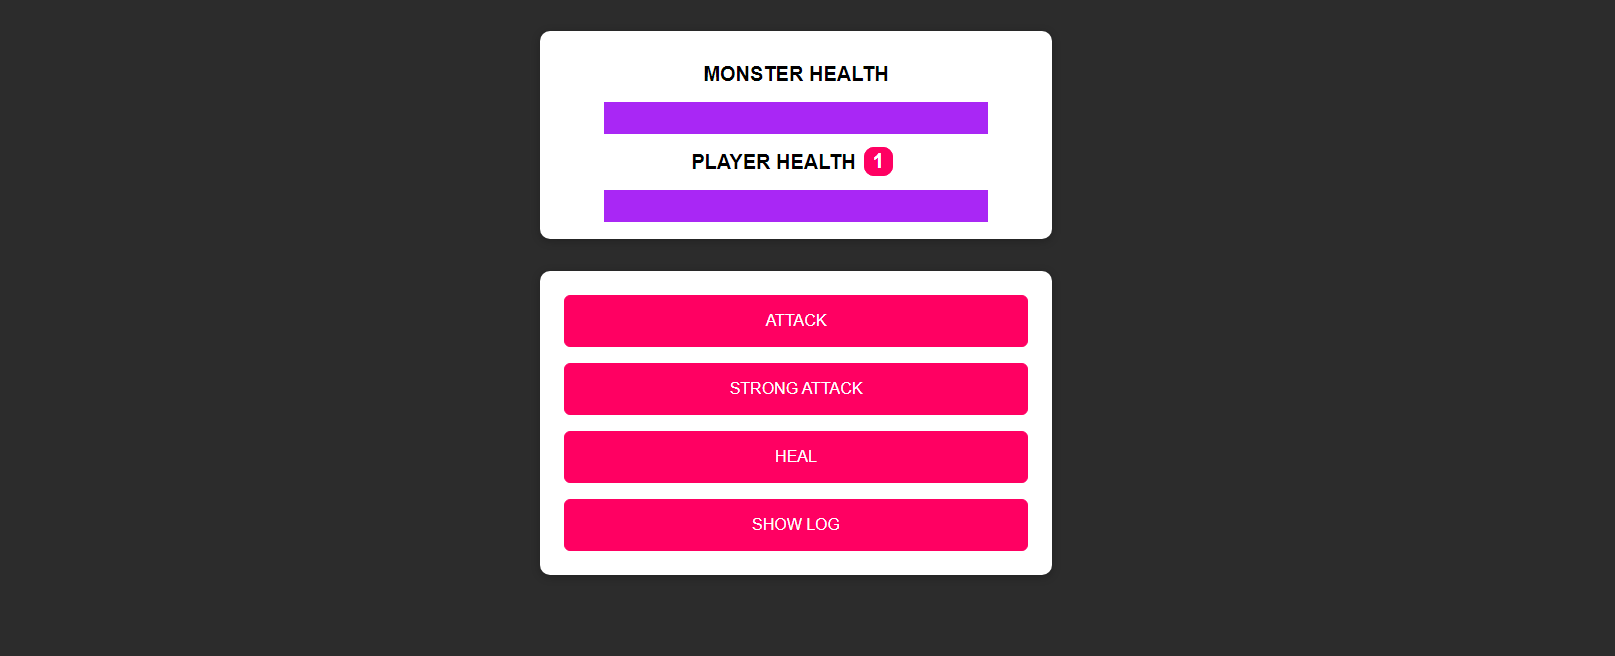 MONSTER HEALTH
PLAYER HEALTH 1
ATTACK
STRONG ATTACK
HEAL
SHOW LOG